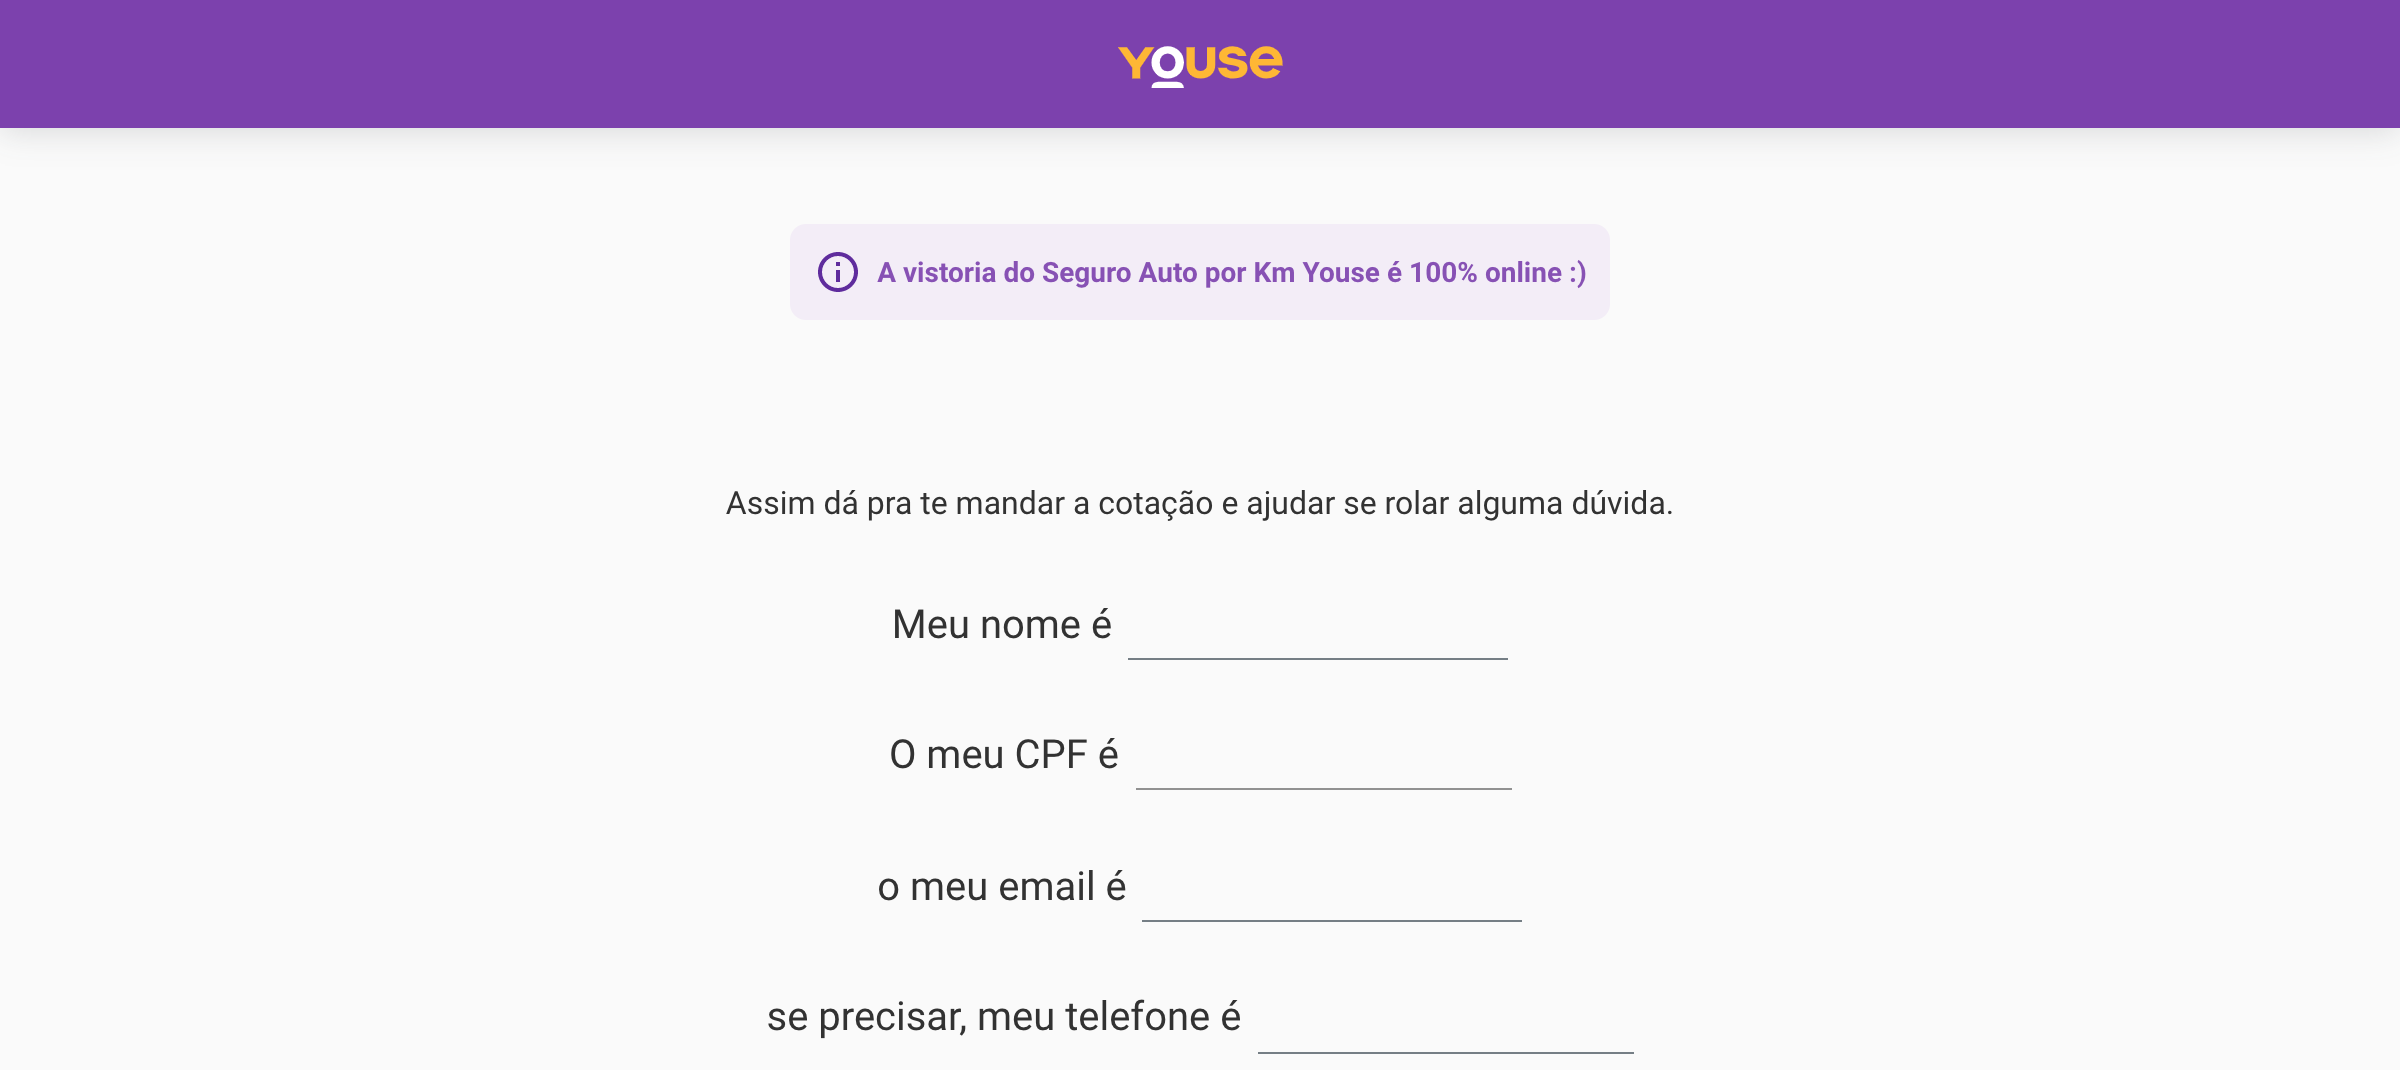 Youse
A vistoria do Seguro Auto por Km Youse é 100% online :)
Assim dá pra te mandar a cotação e ajudar se rolar alguma dúvida.
Meu nome é
O meu CPF é
o meu email é
se precisar, meu telefone é